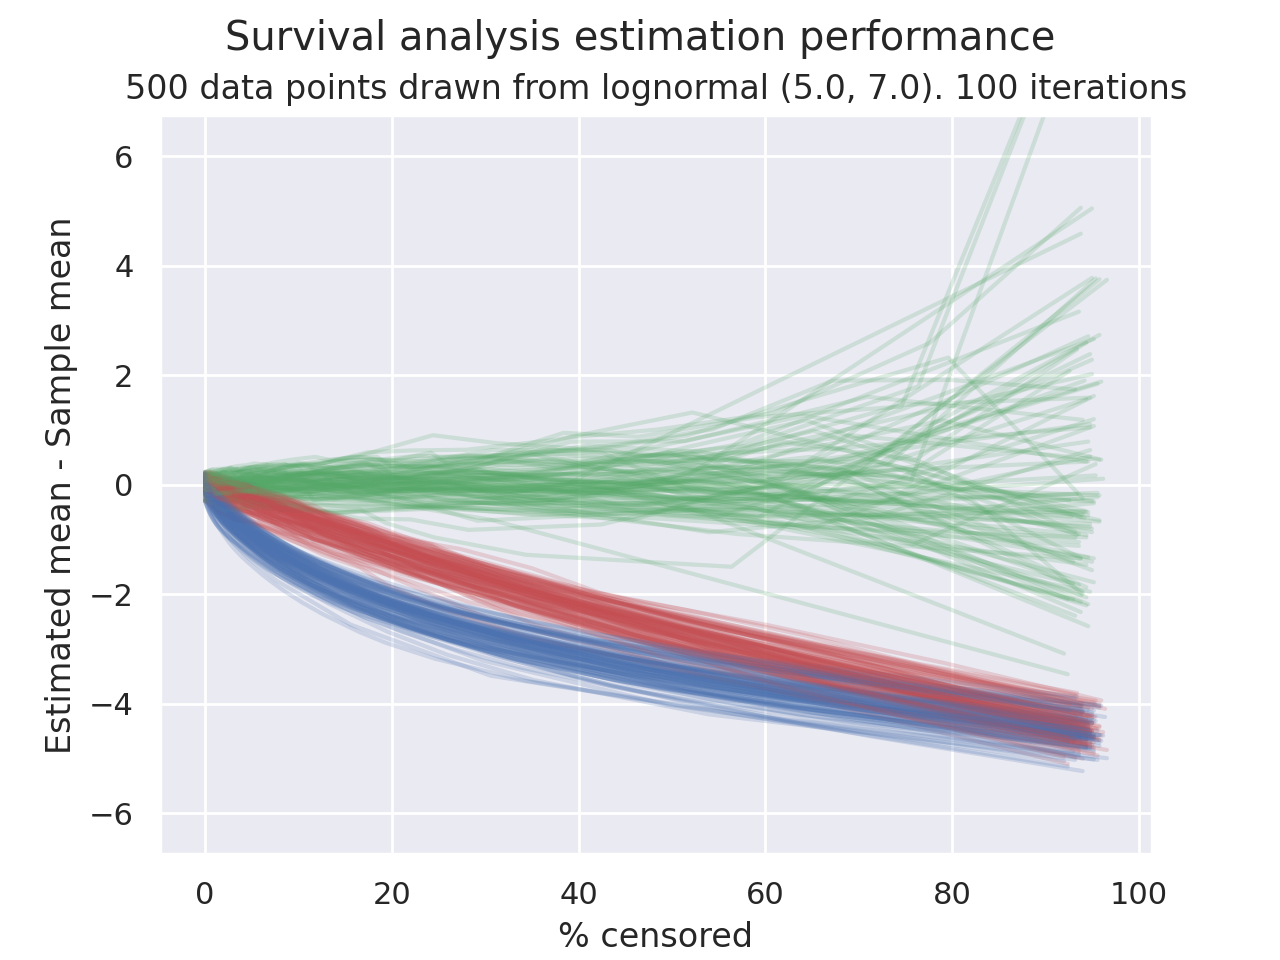 Survival analysis estimation performance
500 data points drawn from lognormal (5.0, 7.0). 100 iterations
Estimated mean - Sample mean
6
4
2
0
−2
−4
−6
0 20 40 60 80 100
% censored